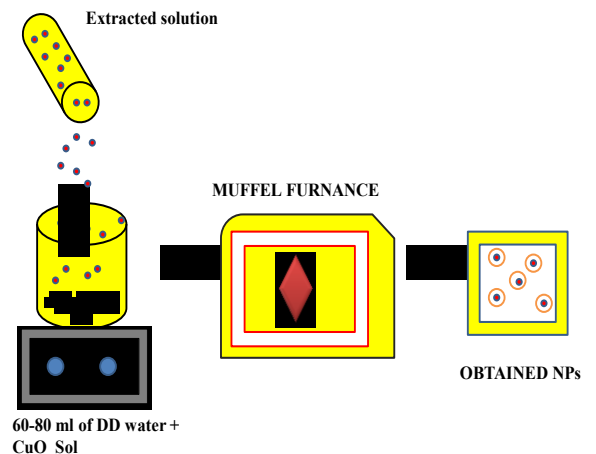 Extracted solution
MUFFEL FURNANCE
OBTAINED NPs
60-80 ml of DD water +
CuO Sol